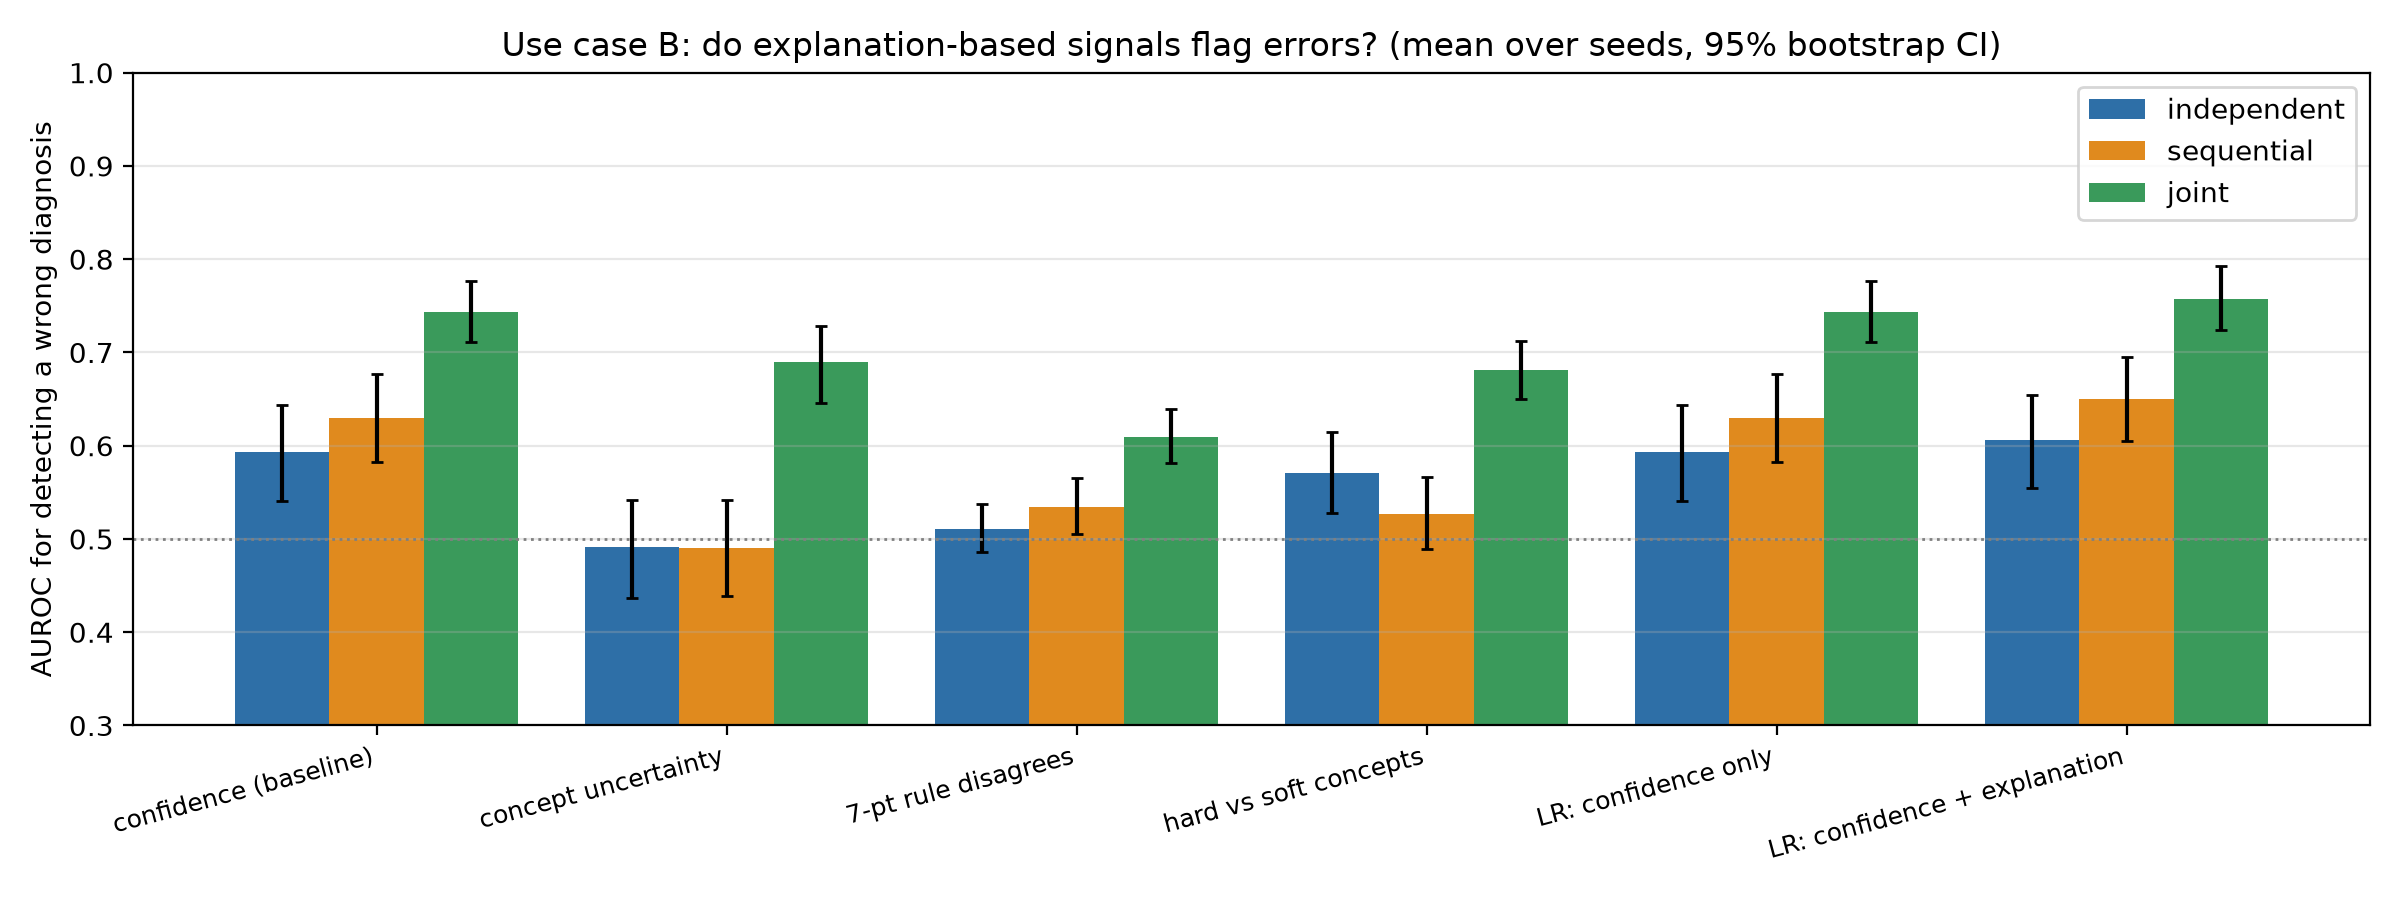 Use case B: do explanation-based signals flag errors? (mean over seeds, 95% bootstrap CI)
AUROC for detecting a wrong diagnosis
1.0
0.9
0.8
0.7
0.6
0.5
0.4
0.3
independent
sequential
joint
confidence (baseline)
concept uncertainty
7-pt rule disagrees
hard vs soft concepts
LR: confidence only
LR: confidence + explanation